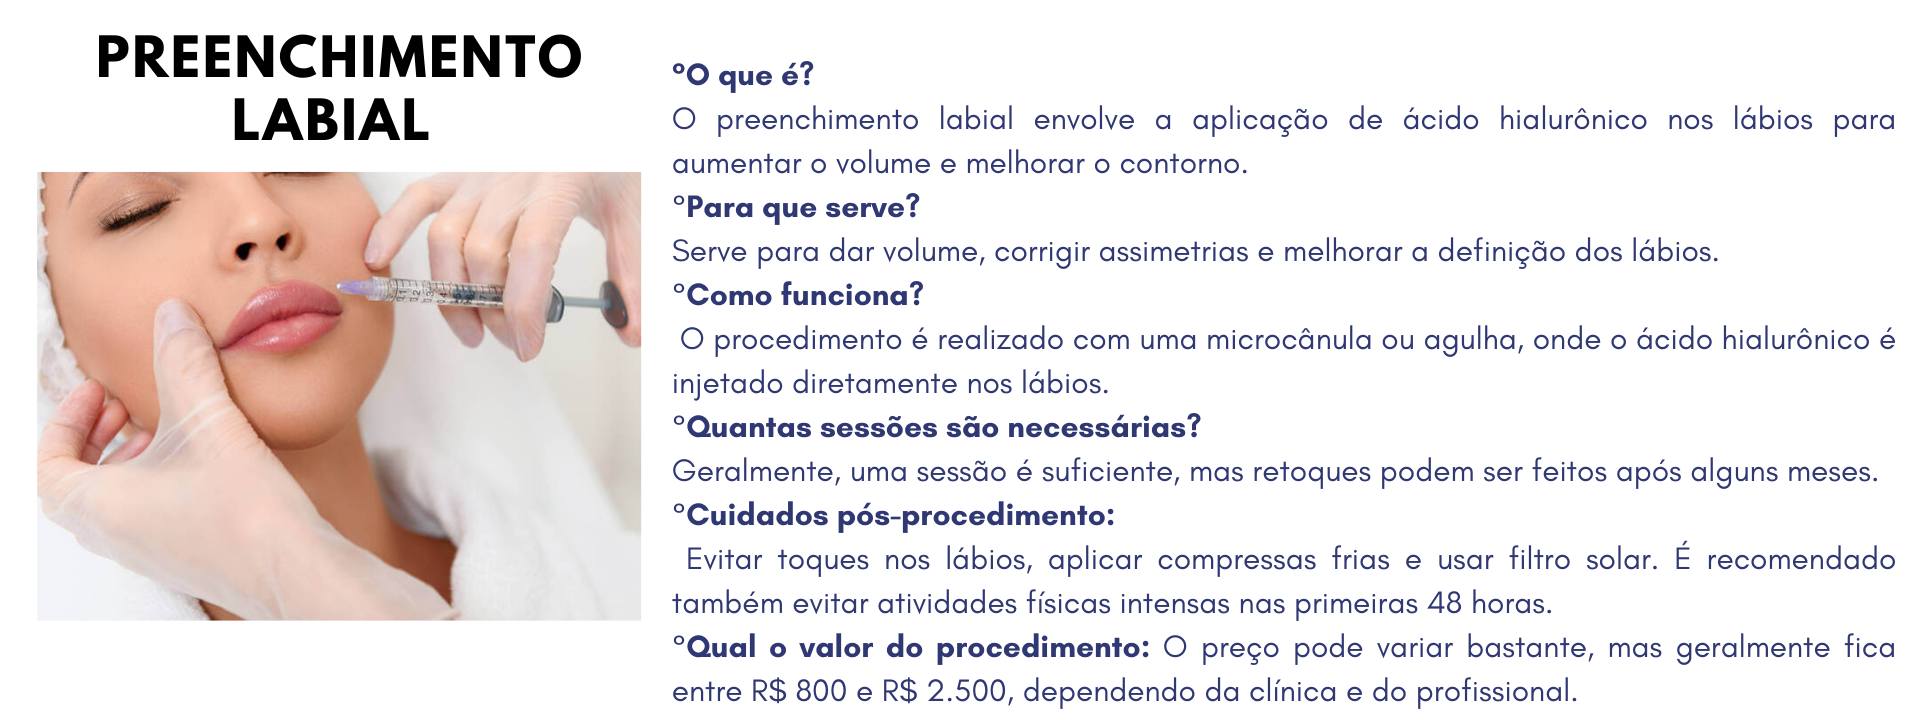 PREENCHIMENTO
LABIAL
°O que é?
O preenchimento labial envolve a aplicação de ácido hialurônico nos lábios para
aumentar o volume e melhorar o contorno.
°Para que serve?
Serve para dar volume, corrigir assimetrias e melhorar a definição dos lábios.
°Como funciona?
O procedimento é realizado com uma microcânula ou agulha, onde o ácido hialurônico é
injetado diretamente nos lábios.
°Quantas sessões são necessárias?
Geralmente, uma sessão é suficiente, mas retoques podem ser feitos após alguns meses.
°Cuidados pós-procedimento:
Evitar toques nos lábios, aplicar compressas frias e usar filtro solar. É recomendado
também evitar atividades físicas intensas nas primeiras 48 horas.
°Qual o valor do procedimento: O preço pode variar bastante, mas geralmente fica
entre R$ 800 e R$ 2.500, dependendo da clínica e do profissional.